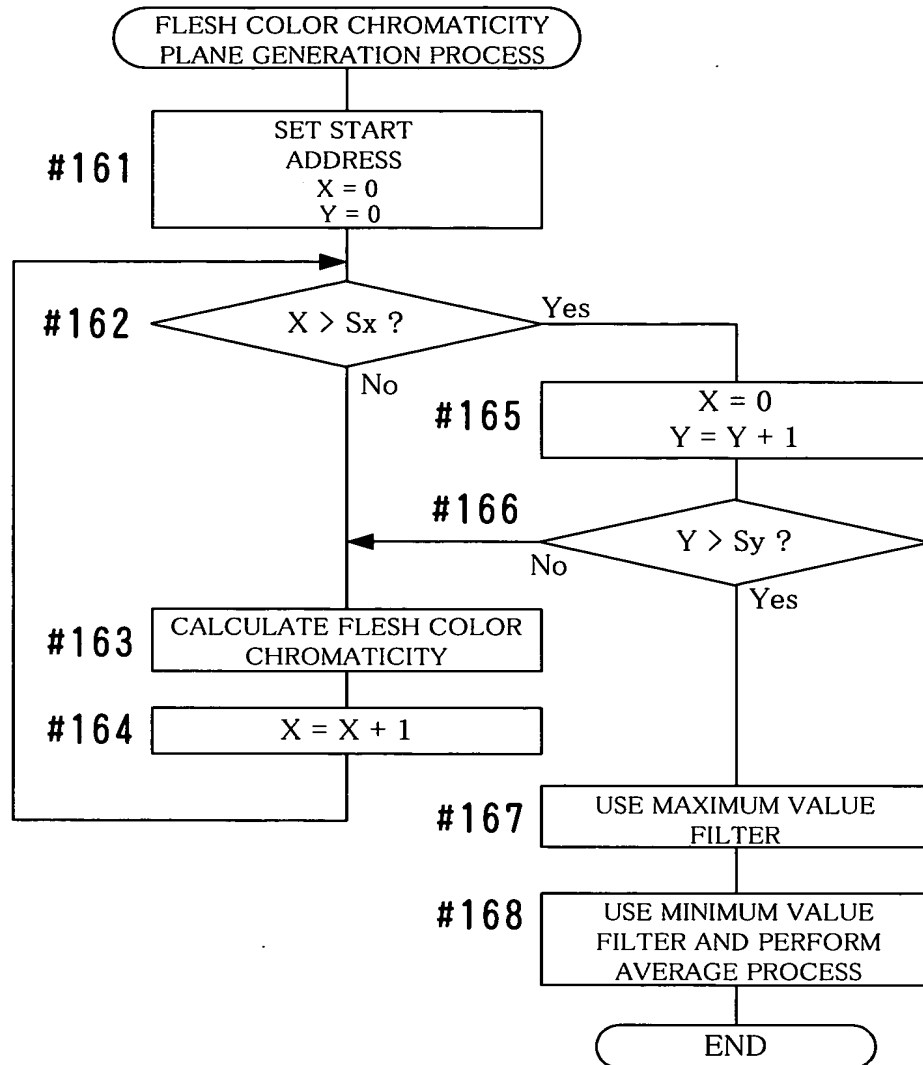 FLESH COLOR CHROMATICITY
PLANE GENERATION PROCESS
#161
SET START
ADDRESS
X = 0
Y = 0
#162
X > Sx ?
Yes
No
#165
X = 0
Y = Y + 1
#166
Y > Sy ?
No
Yes
#163
CALCULATE FLESH COLOR
CHROMATICITY
#164
X = X + 1
#167
USE MAXIMUM VALUE
FILTER
#168
USE MINIMUM VALUE
FILTER AND PERFORM
AVERAGE PROCESS
END